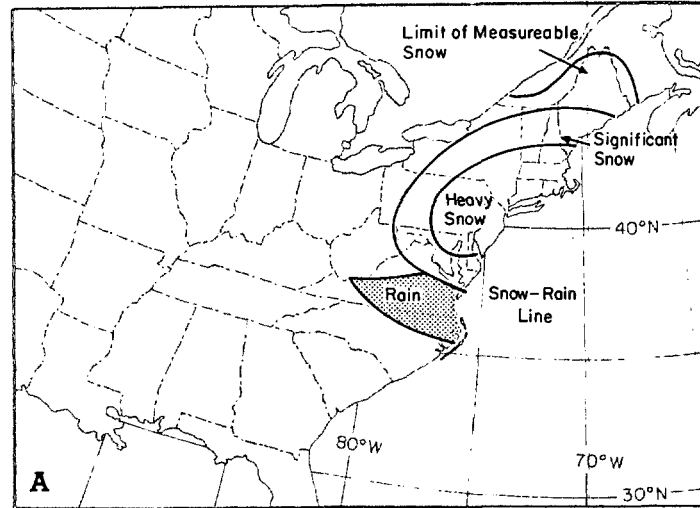 Limit of Measureable
Snow
Significant
Snow
Heavy
Snow
40°N
Rain
Snow-Rain
Line
80°W
70°W
30°N
A